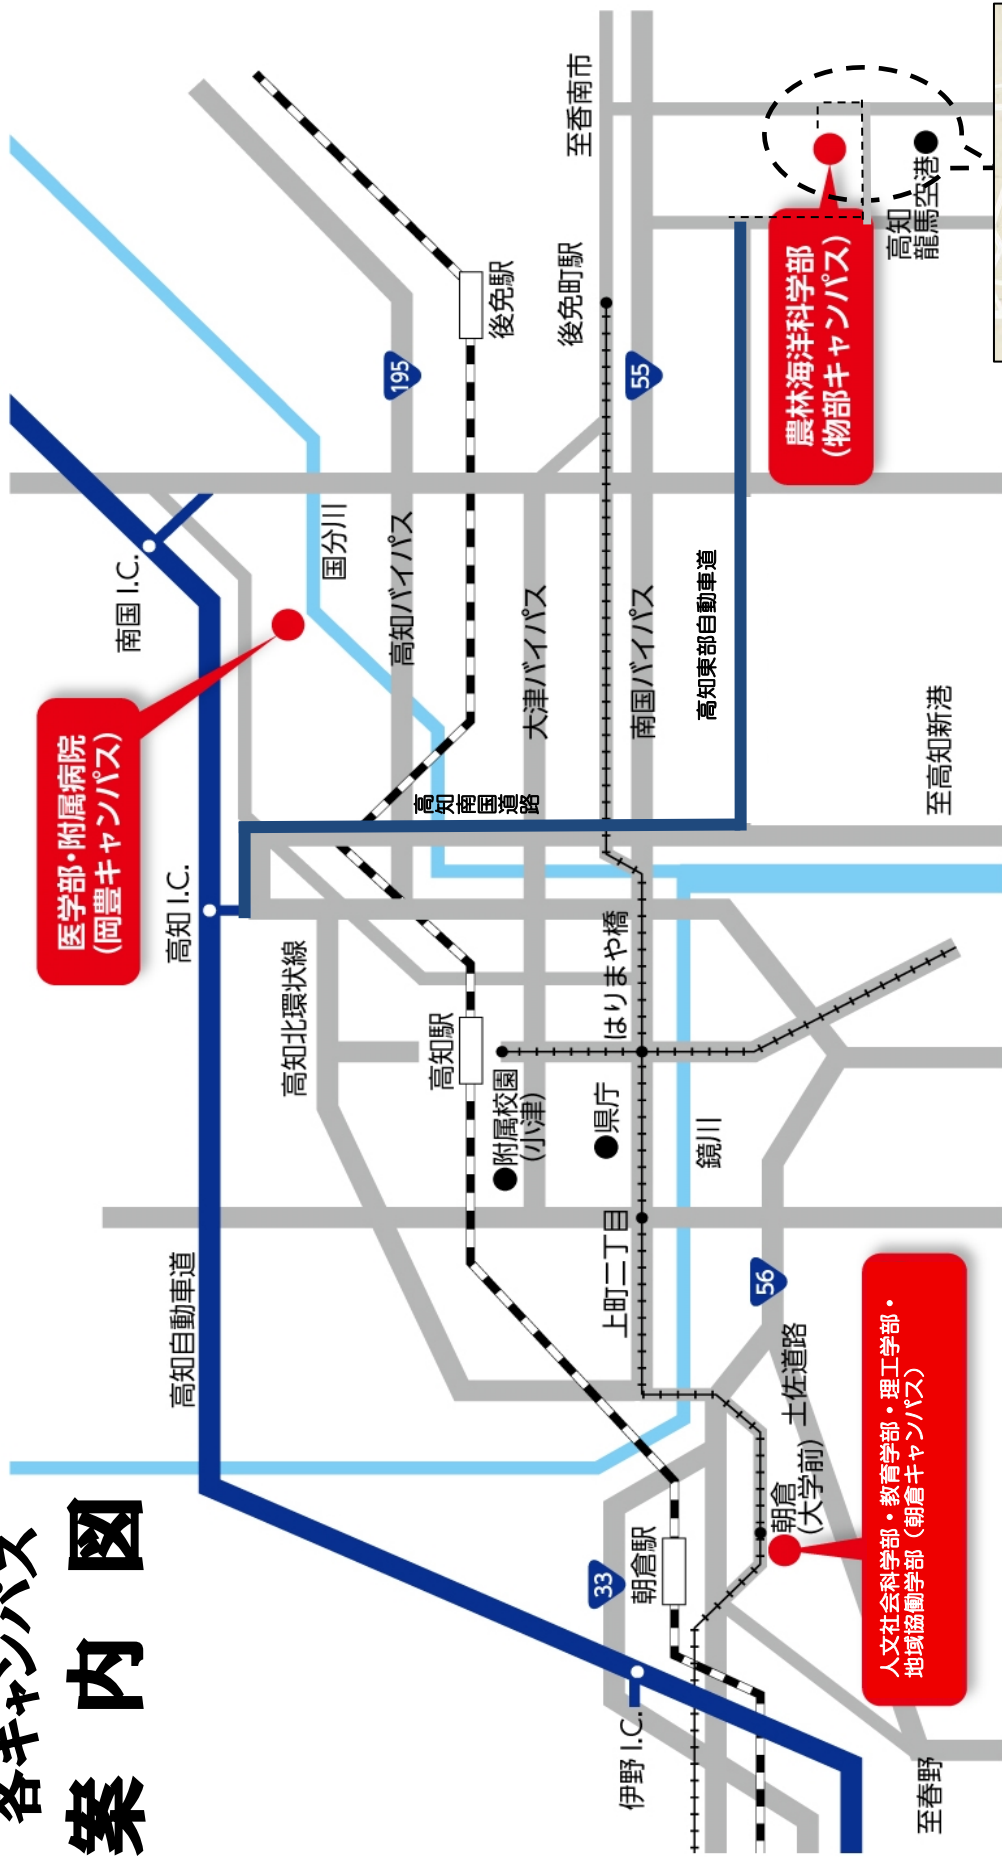 各キャンパス
案内図
医学部・附属病院
(岡豊キャンパス)
南国 I.C.
高知 I.C.
高知自動車道
高知北環状線
国分川
195
高知バイパス
後免駅
高知南国道路
高知駅
附属校園
(小津)
大津バイパス
至香南市
後免町駅
55
南国バイパス
はりまや橋
県庁
上町二丁目
鏡川
高知東部自動車道
33
朝倉駅
伊野 I.C.
56
土佐道路
朝倉
(大学前)
農林海洋科学部
(物部キャンパス)
高知
龍馬空港
至高知新港
人文社会科学部・教育学部・理工学部・
地域協働学部（朝倉キャンパス）
至春野